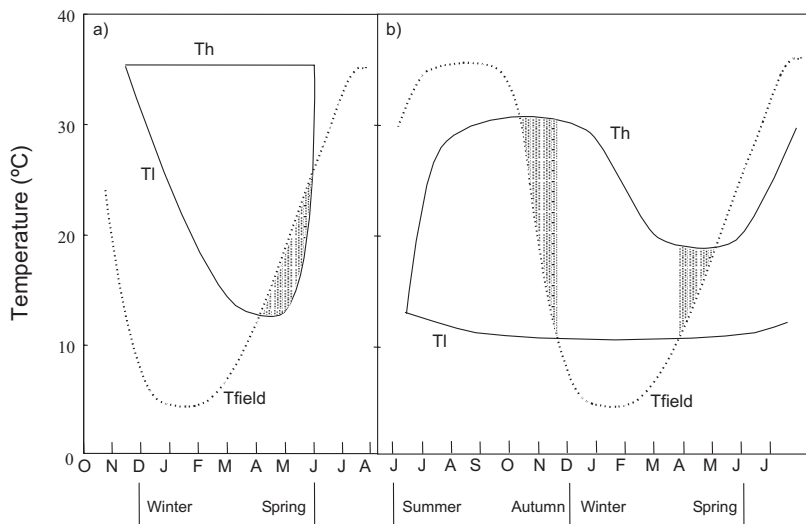 40
a)
b)
Th
30
Th
Tl
20
Temperature (ºC)
10
Tl
Tfield
Tfield
0
O N D J F M A M J J A
J J A S O N D J F M A M J J
Winter Spring
Summer Autumn Winter Spring